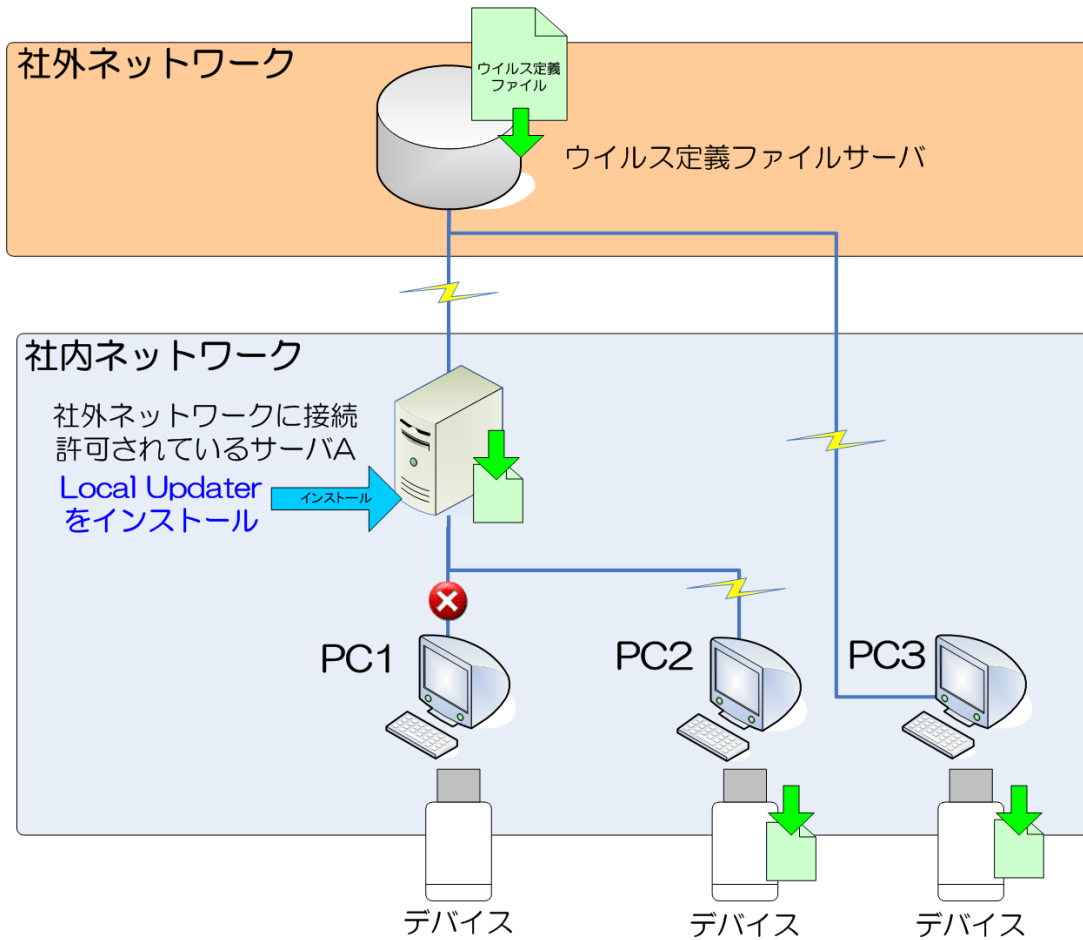 社外ネットワーク
ウイルス定義
ファイル
ウイルス定義ファイルサーバ
社内ネットワーク
社外ネットワークに接続
許可されているサーバA
Local Updater
をインストール
インストール
PC1
PC2
PC3
デバイス
デバイス
デバイス